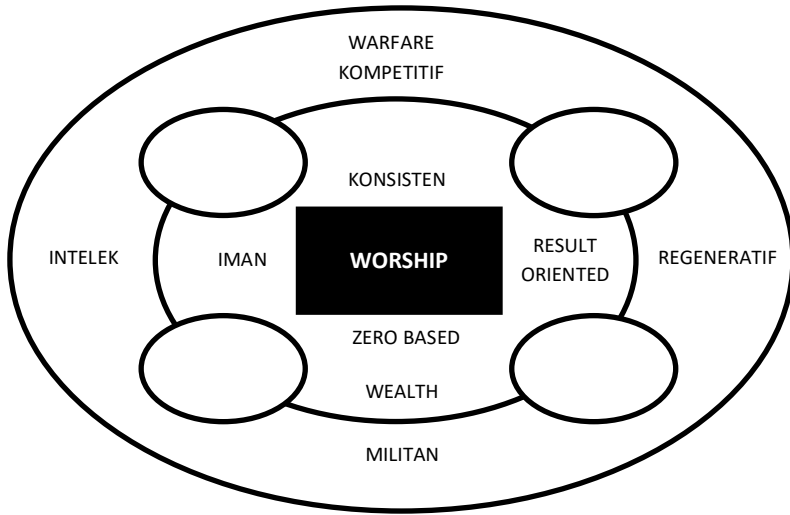 WARFARE
KOMPETITIF
KONSISTEN
INTELEK
IMAN
WORSHIP
RESULT
ORIENTED
REGENERATIF
ZERO BASED
WEALTH
MILITAN